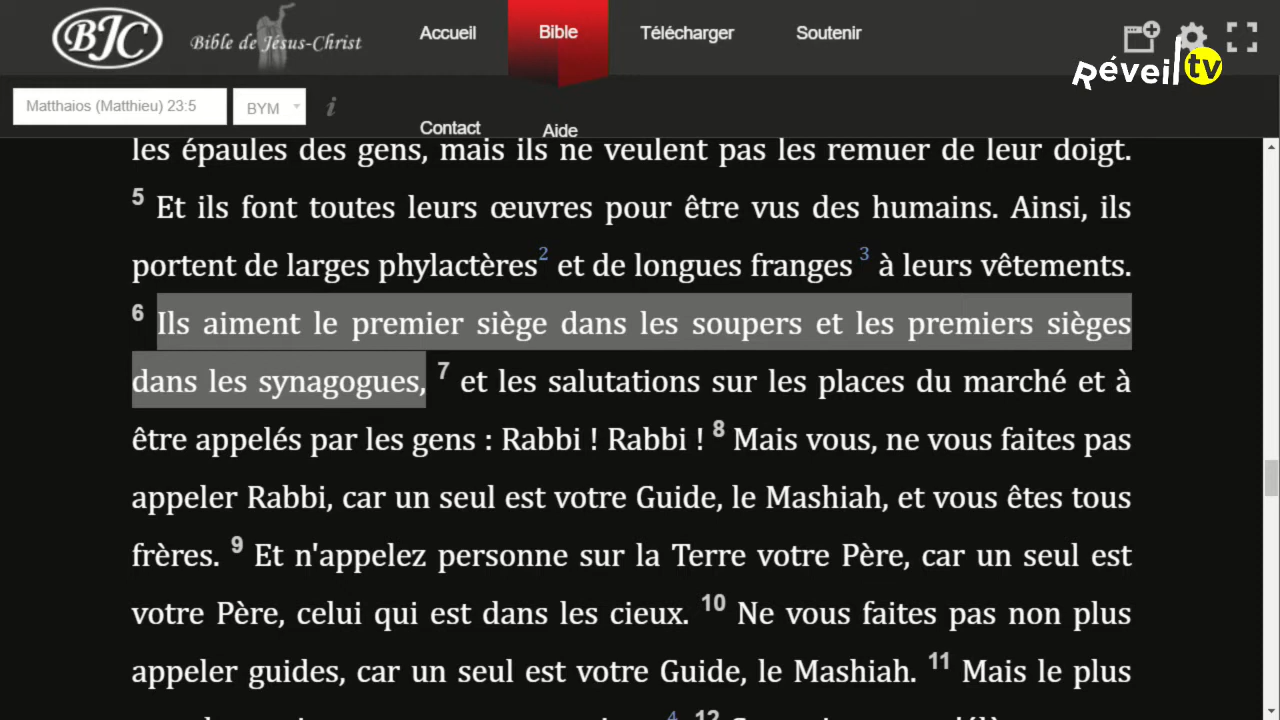 BJC Bible de Jésus-Christ
Accueil Bible Télécharger Soutenir
Réveil tv
Matthaios (Matthieu) 23:5 BYM i
Contact Aide
les épaules des gens, mais ils ne veulent pas les remuer de leur doigt.
5 Et ils font toutes leurs œuvres pour être vus des humains. Ainsi, ils
portent de larges phylactères2 et de longues franges 3 à leurs vêtements.
6 Ils aiment le premier siège dans les soupers et les premiers sièges
dans les synagogues, 7 et les salutations sur les places du marché et à
être appelés par les gens : Rabbi ! Rabbi ! 8 Mais vous, ne vous faites pas
appeler Rabbi, car un seul est votre Guide, le Mashiah, et vous êtes tous
frères. 9 Et n'appelez personne sur la Terre votre Père, car un seul est
votre Père, celui qui est dans les cieux. 10 Ne vous faites pas non plus
appeler guides, car un seul est votre Guide, le Mashiah. 11 Mais le plus
4 12